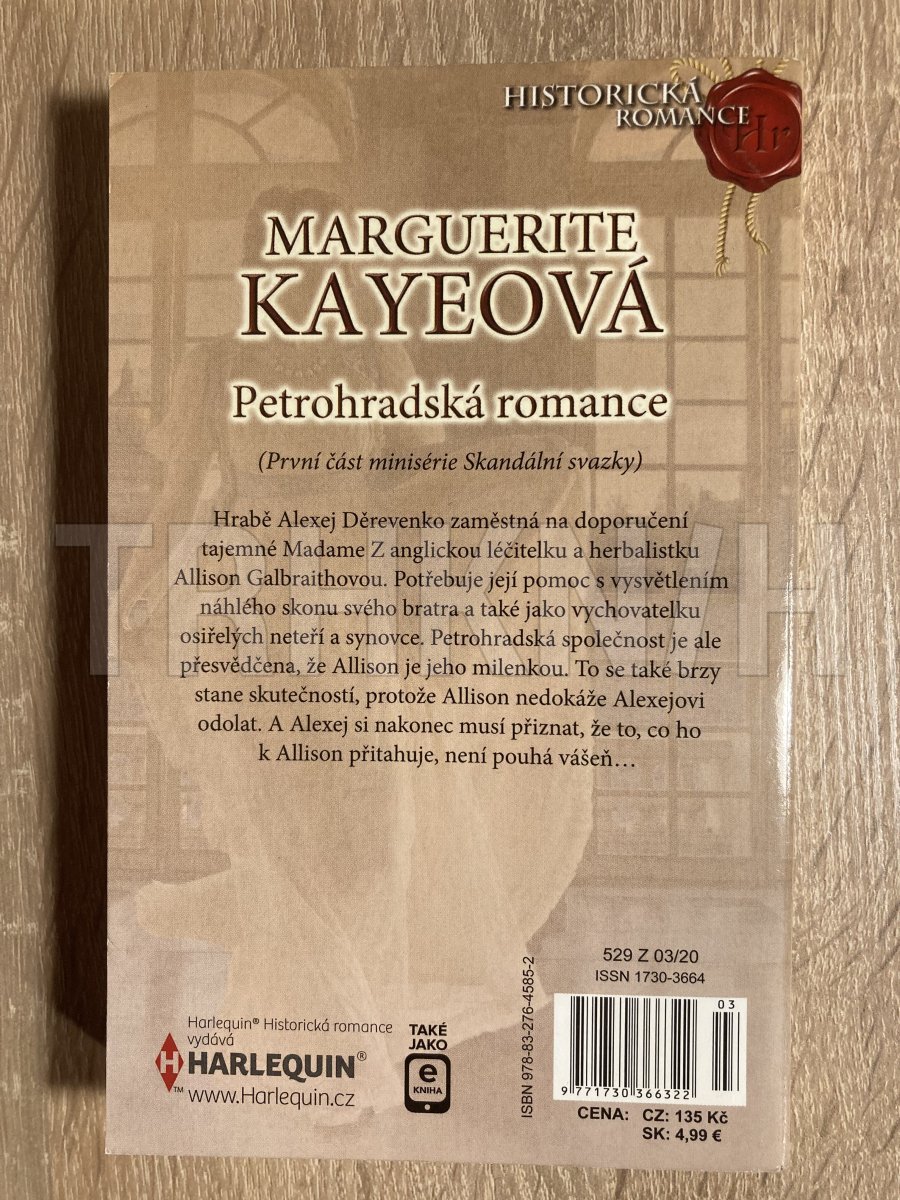 HISTORICKÁ
ROMANCE
Hr
MARGUERITE
KAYEOVÁ
Petrohradská romance
(První část minisérie Skandální svazky)
Hrabě Alexej Děrevenko zaměstná na doporučení
tajemné Madame Z anglickou léčitelku a herbalistku
Allison Galbraithovou. Potřebuje její pomoc s vysvětlením
náhlého skonu svého bratra a také jako vychovatelku
osiřelých neteří a synovce. Petrohradská společnost je ale
přesvědčena, že Allison je jeho milenkou. To se také brzy
stane skutečností, protože Allison nedokáže Alexejovi
odolat. A Alexej si nakonec musí přiznat, že to, co ho
k Allison přitahuje, není pouhá vášeň…
TRHKNIH
Harlequin® Historická romance
vydává
H HARLEQUIN®
™ www.Harlequin.cz
TAKÉ
JAKO
e
KNIHA
ISBN 978-83-276-4585-2
529 Z 03/20
ISSN 1730-3664
03
9 771730 366322
CENA: CZ: 135 Kč
SK: 4,99 €